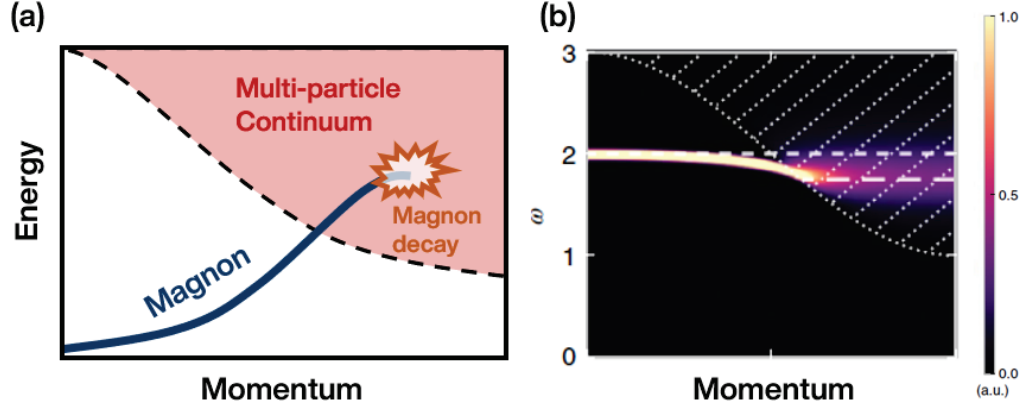 (a)
Energy
Multi-particle
Continuum
Magnon
decay
Magnon
Momentum
(b)
3
2
1
0
ω
Momentum
1.0
0.5
0.0
(a.u.)